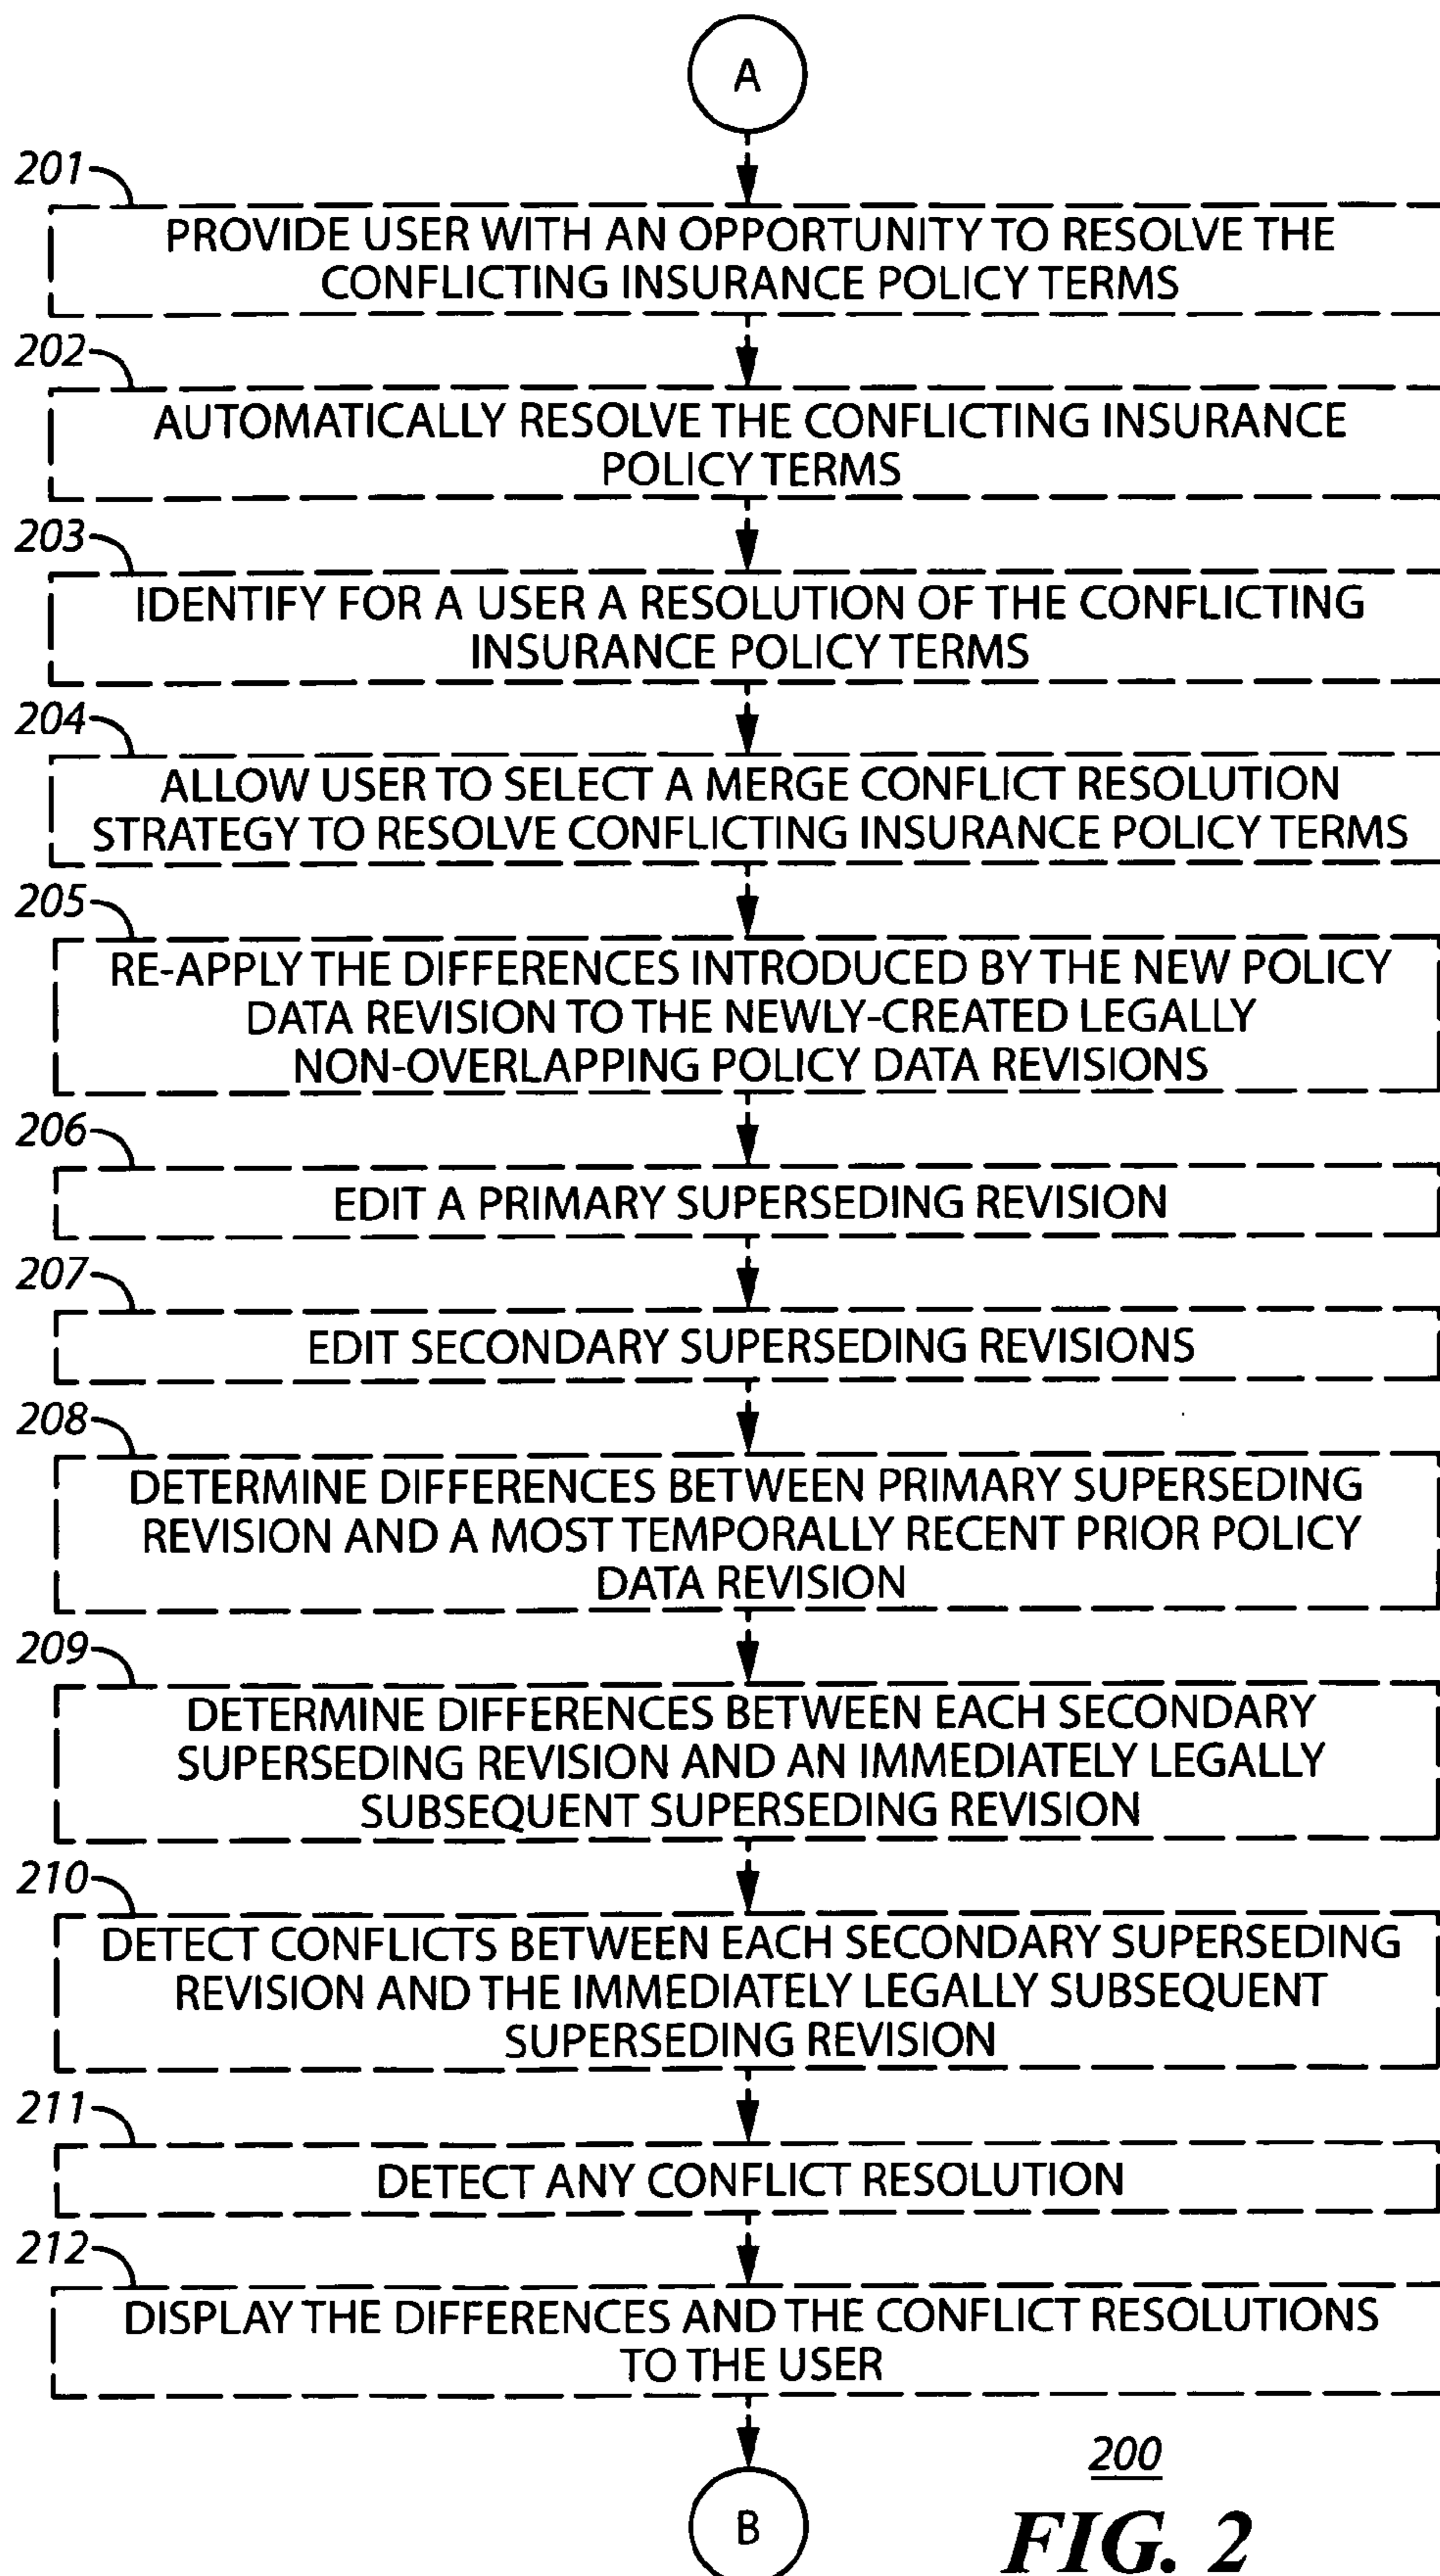 A
201
PROVIDE USER WITH AN OPPORTUNITY TO RESOLVE THE
CONFLICTING INSURANCE POLICY TERMS
202
AUTOMATICALLY RESOLVE THE CONFLICTING INSURANCE
POLICY TERMS
203
IDENTIFY FOR A USER A RESOLUTION OF THE CONFLICTING
INSURANCE POLICY TERMS
204
ALLOW USER TO SELECT A MERGE CONFLICT RESOLUTION
STRATEGY TO RESOLVE CONFLICTING INSURANCE POLICY TERMS
205
RE-APPLY THE DIFFERENCES INTRODUCED BY THE NEW POLICY
DATA REVISION TO THE NEWLY-CREATED LEGALLY
NON-OVERLAPPING POLICY DATA REVISIONS
206
EDIT A PRIMARY SUPERSEDING REVISION
207
EDIT SECONDARY SUPERSEDING REVISIONS
208
DETERMINE DIFFERENCES BETWEEN PRIMARY SUPERSEDING
REVISION AND A MOST TEMPORALLY RECENT PRIOR POLICY
DATA REVISION
209
DETERMINE DIFFERENCES BETWEEN EACH SECONDARY
SUPERSEDING REVISION AND AN IMMEDIATELY LEGALLY
SUBSEQUENT SUPERSEDING REVISION
210
DETECT CONFLICTS BETWEEN EACH SECONDARY SUPERSEDING
REVISION AND THE IMMEDIATELY LEGALLY SUBSEQUENT
SUPERSEDING REVISION
211
DETECT ANY CONFLICT RESOLUTION
212
DISPLAY THE DIFFERENCES AND THE CONFLICT RESOLUTIONS
TO THE USER
B
200
FIG. 2